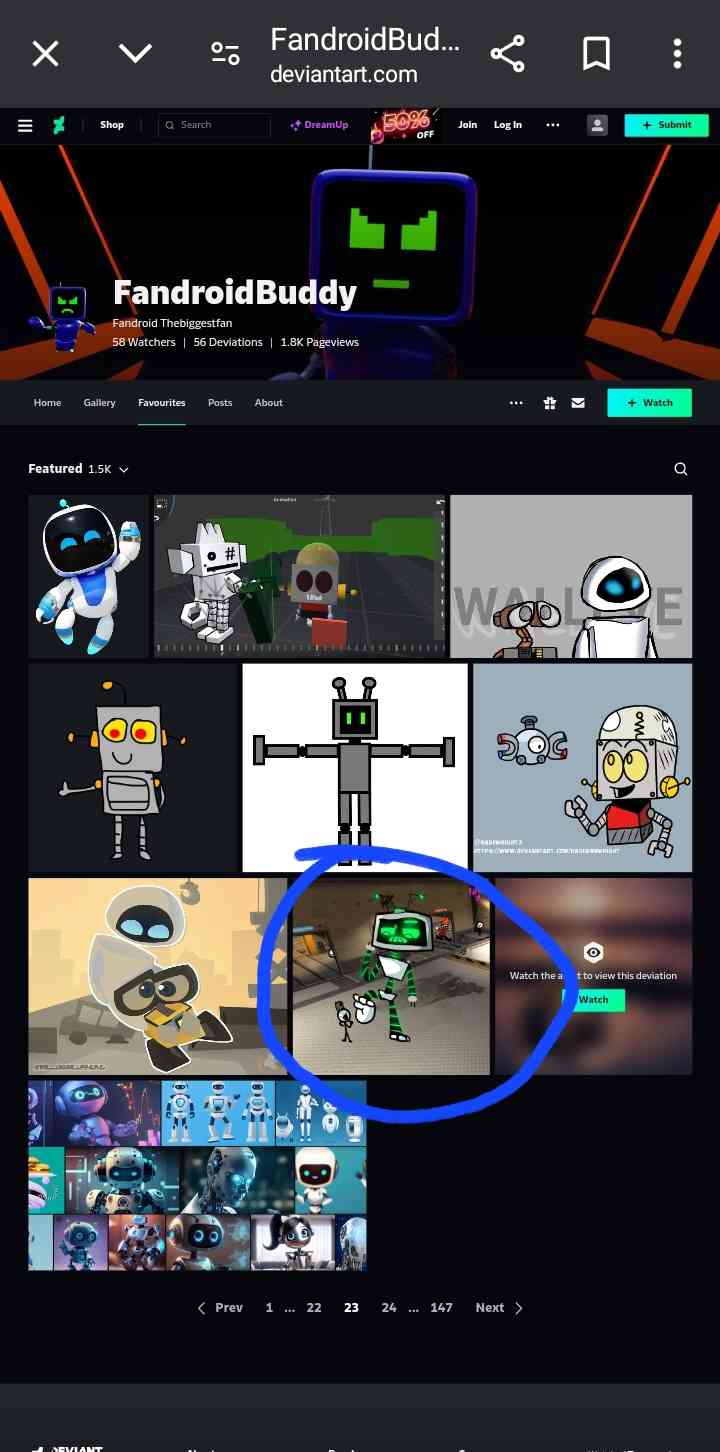 FandroidBud...
deviantart.com
Shop
Search
DreamUp
50%
OFF
Join
Log In
Submit
FandroidBuddy
Fandroid Thebiggestfan
58 Watchers | 56 Deviations | 1.8K Pageviews
Home
Gallery
Favourites
Posts
About
Watch
Featured 1.5K
#
WALL EVE
Watch the a st to view this deviation
Watch
Prev 1 ... 22 23 24 ... 147 Next